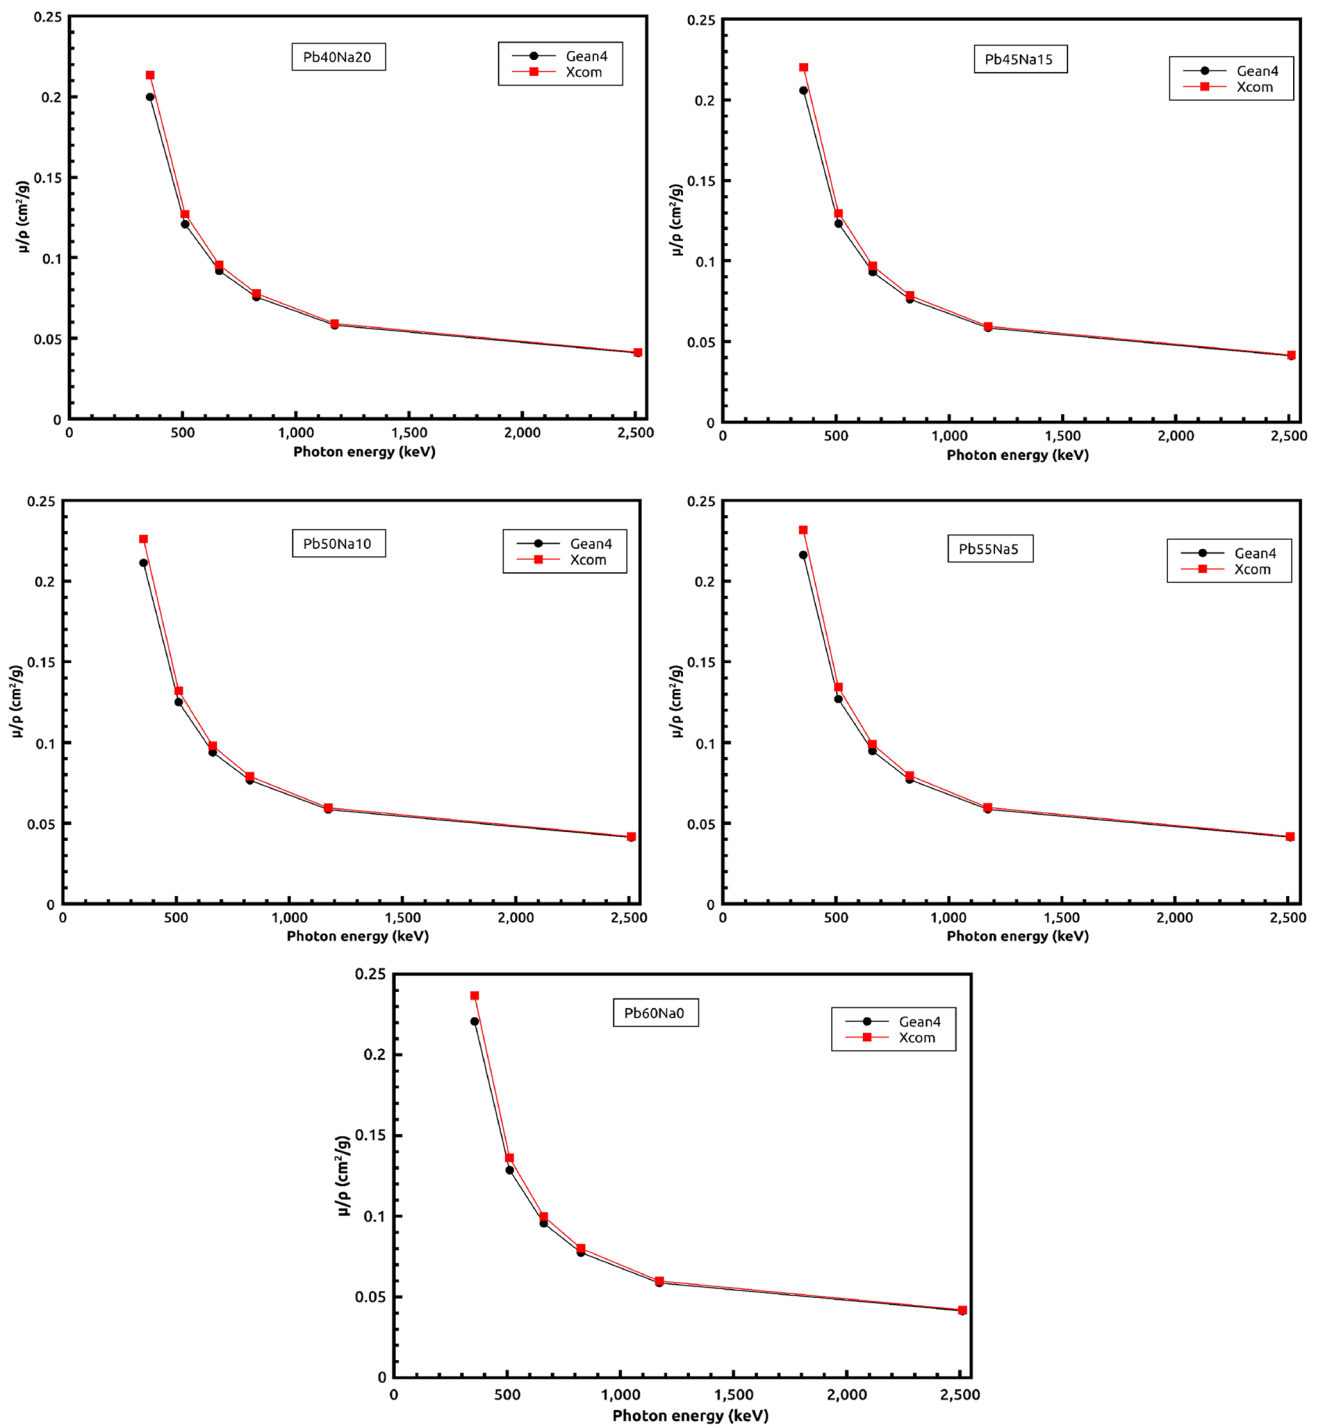 Pb40Na20
Gean4
Xcom
0.25
0.2
0.15
0.1
0.05
0
μ/ρ (cm²/g)
0 500 1,000 1,500 2,000 2,500
Photon energy (keV)
Pb45Na15
Gean4
Xcom
0.25
0.2
0.15
0.1
0.05
0
μ/ρ (cm²/g)
0 500 1,000 1,500 2,000 2,500
Photon energy (keV)
Pb50Na10
Gean4
Xcom
0.25
0.2
0.15
0.1
0.05
0
μ/ρ (cm²/g)
0 500 1,000 1,500 2,000 2,500
Photon energy (keV)
Pb55Na5
Gean4
Xcom
0.25
0.2
0.15
0.1
0.05
0
μ/ρ (cm²/g)
0 500 1,000 1,500 2,000 2,500
Photon energy (keV)
Pb60Na0
Gean4
Xcom
0.25
0.2
0.15
0.1
0.05
0
μ/ρ (cm²/g)
0 500 1,000 1,500 2,000 2,500
Photon energy (keV)